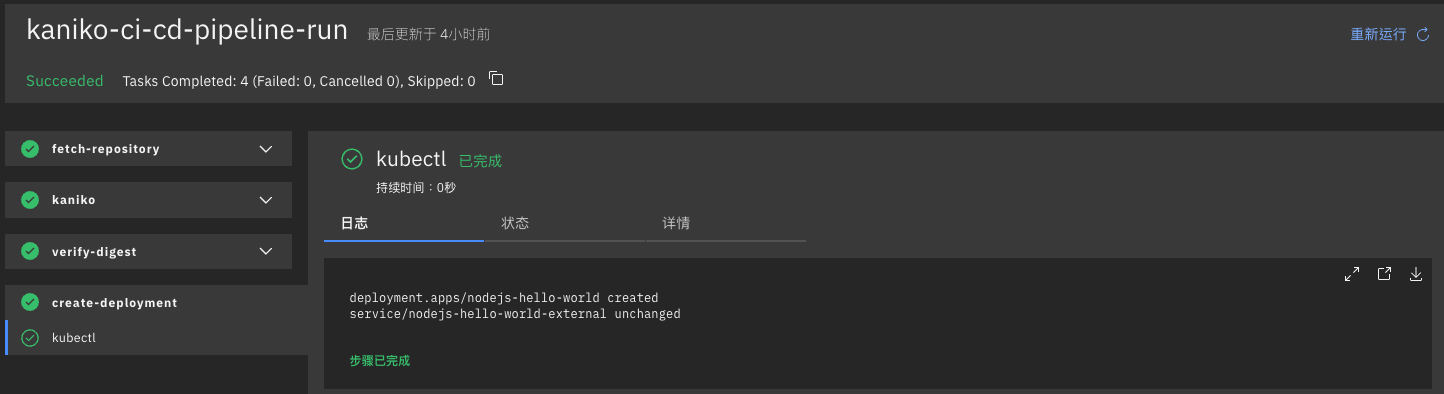 kaniko-ci-cd-pipeline-run 最后更新于 4小时前
重新运行
Succeeded Tasks Completed: 4 (Failed: 0, Cancelled 0), Skipped: 0
fetch-repository
kaniko
verify-digest
create-deployment
kubectl
kubectl 已完成
持续时间：0秒
日志 状态 详情
deployment.apps/nodejs-hello-world created
service/nodejs-hello-world-external unchanged
步骤已完成